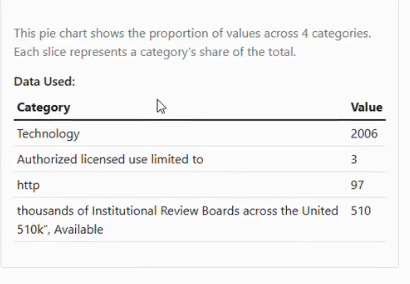 This pie chart shows the proportion of values across 4 categories.
Each slice represents a category's share of the total.
Data Used:
Category Value
Technology 2006
Authorized licensed use limited to 3
http 97
thousands of Institutional Review Boards across the United 510
510k", Available